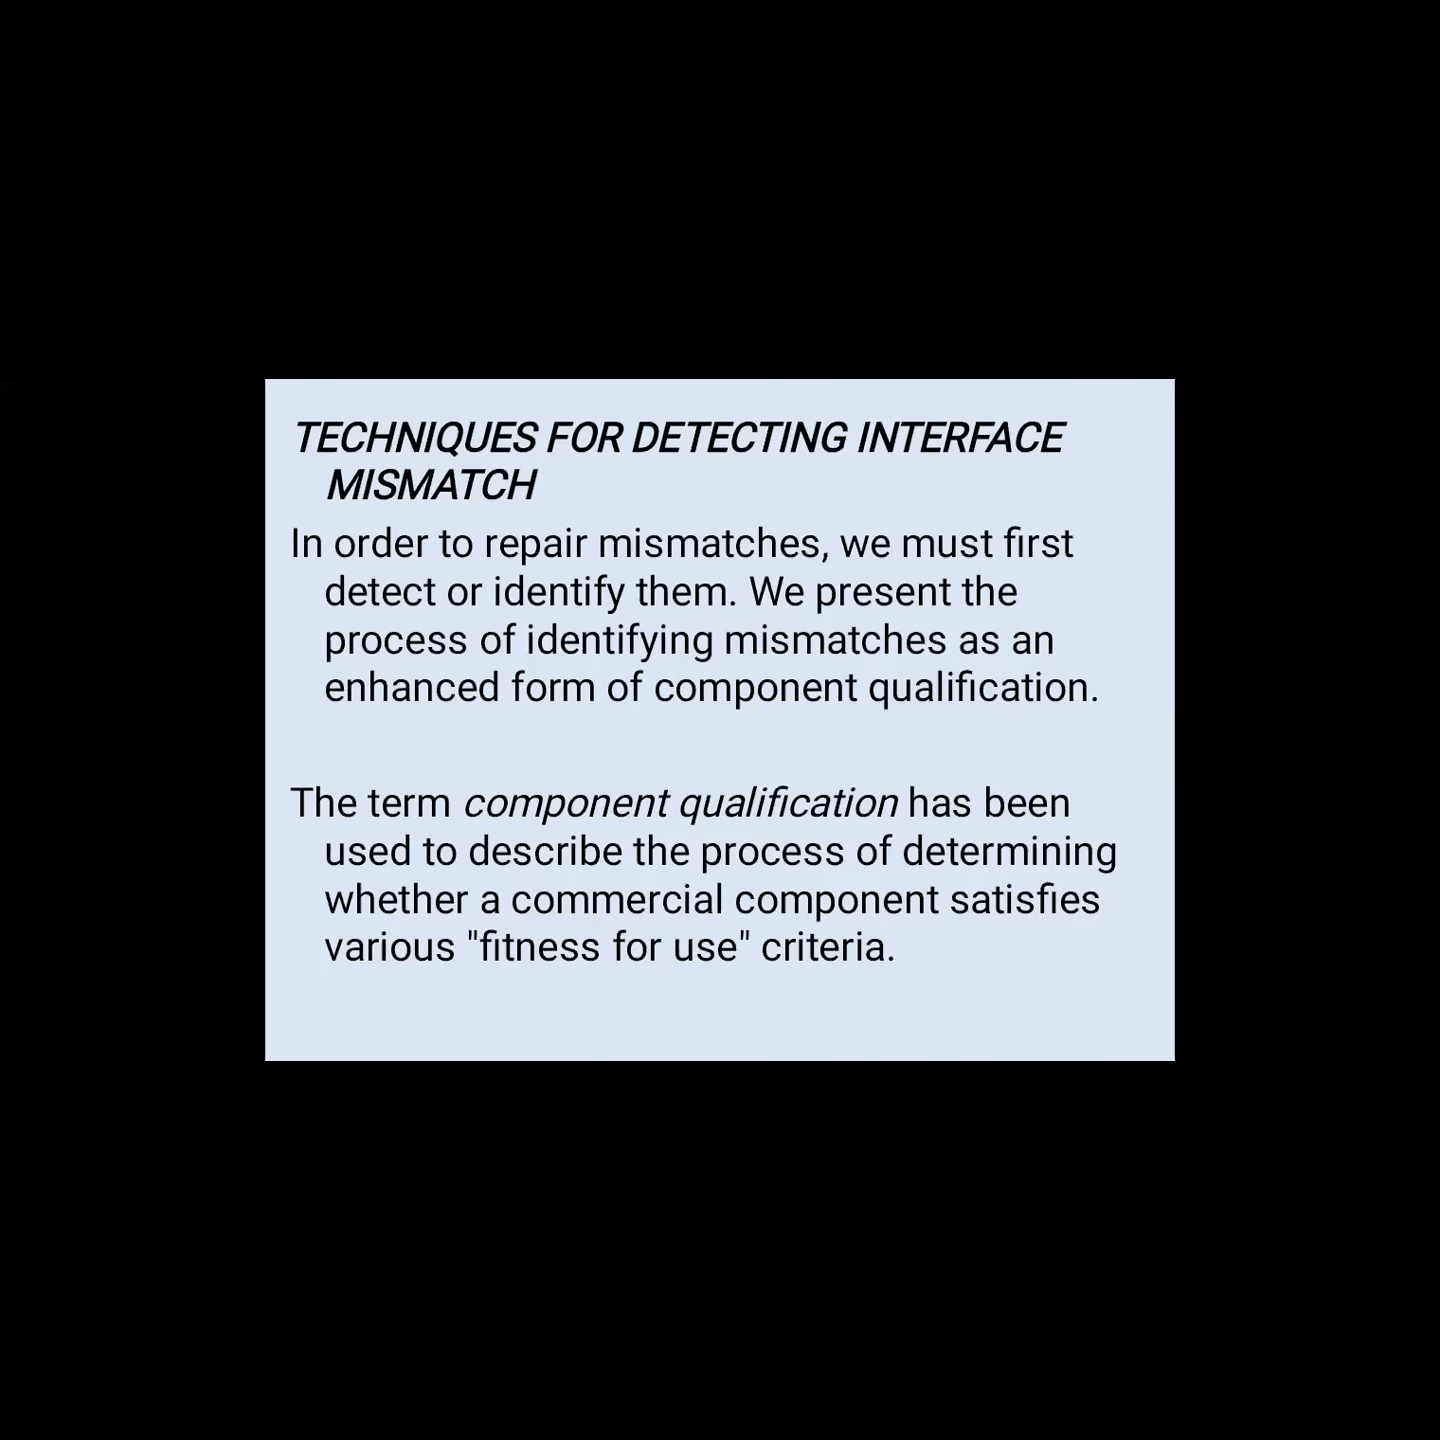 TECHNIQUES FOR DETECTING INTERFACE
MISMATCH
In order to repair mismatches, we must first
detect or identify them. We present the
process of identifying mismatches as an
enhanced form of component qualification.
The term component qualification has been
used to describe the process of determining
whether a commercial component satisfies
various "fitness for use" criteria.